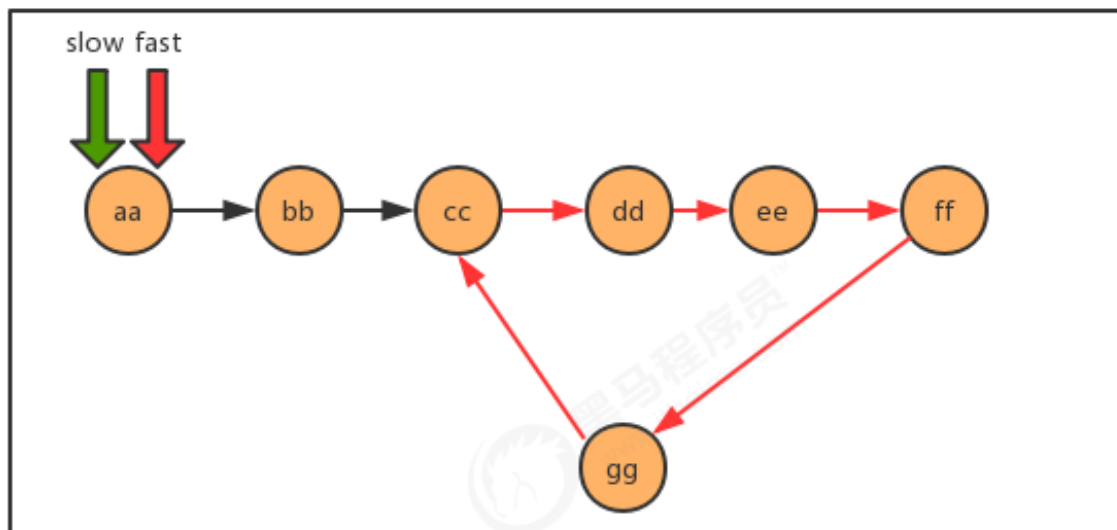 slow fast
aa
bb
cc
dd
ee
ff
黑马程序员
gg